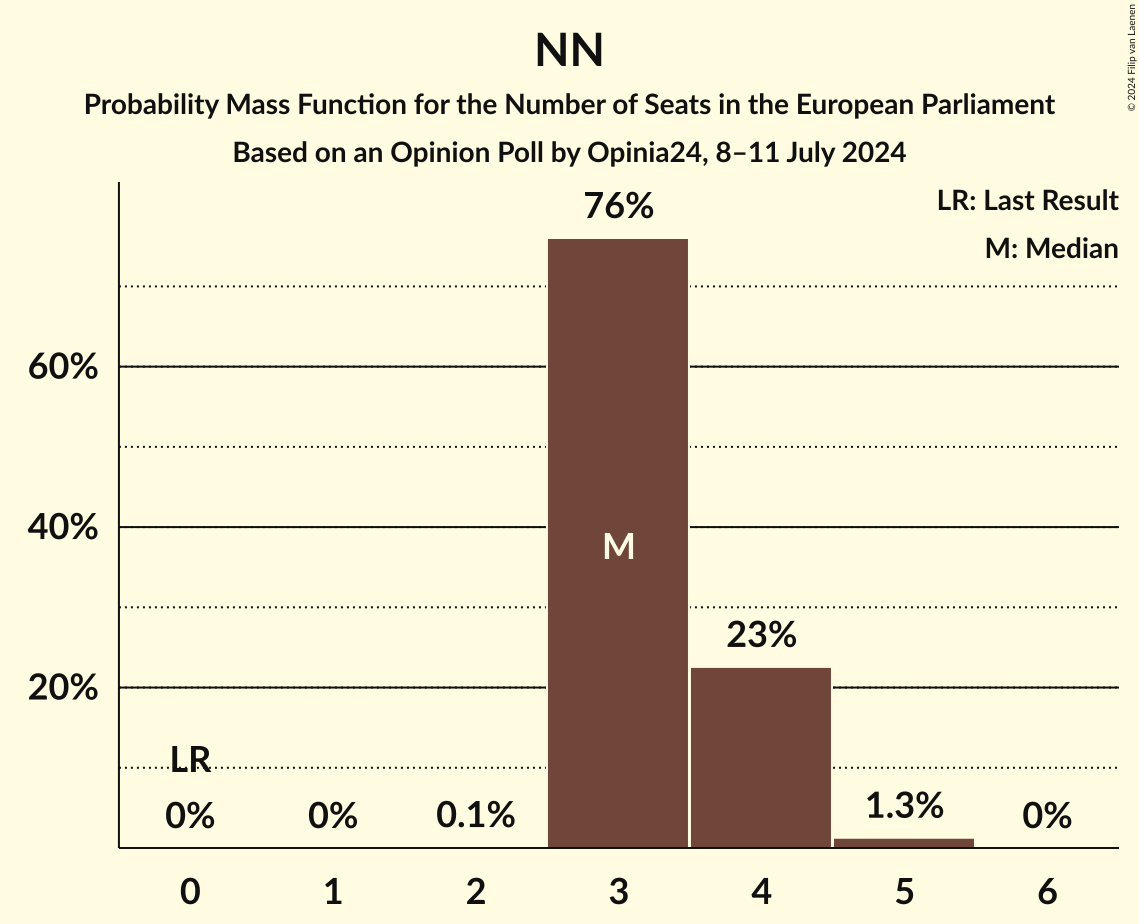 NN
Probability Mass Function for the Number of Seats in the European Parliament
Based on an Opinion Poll by Opinia24, 8–11 July 2024
© 2024 Filip van Laenen
LR: Last Result
M: Median
76%
60%
40%
M
23%
20%
LR
0%
0%
0.1%
1.3%
0%
0
1
2
3
4
5
6